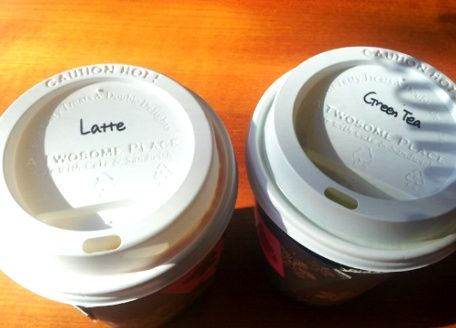 CAUTION HOT!
Latte
A TWOSOME PLACE
CAUTION HOT!
Green Tea
TWOSOME PLACE